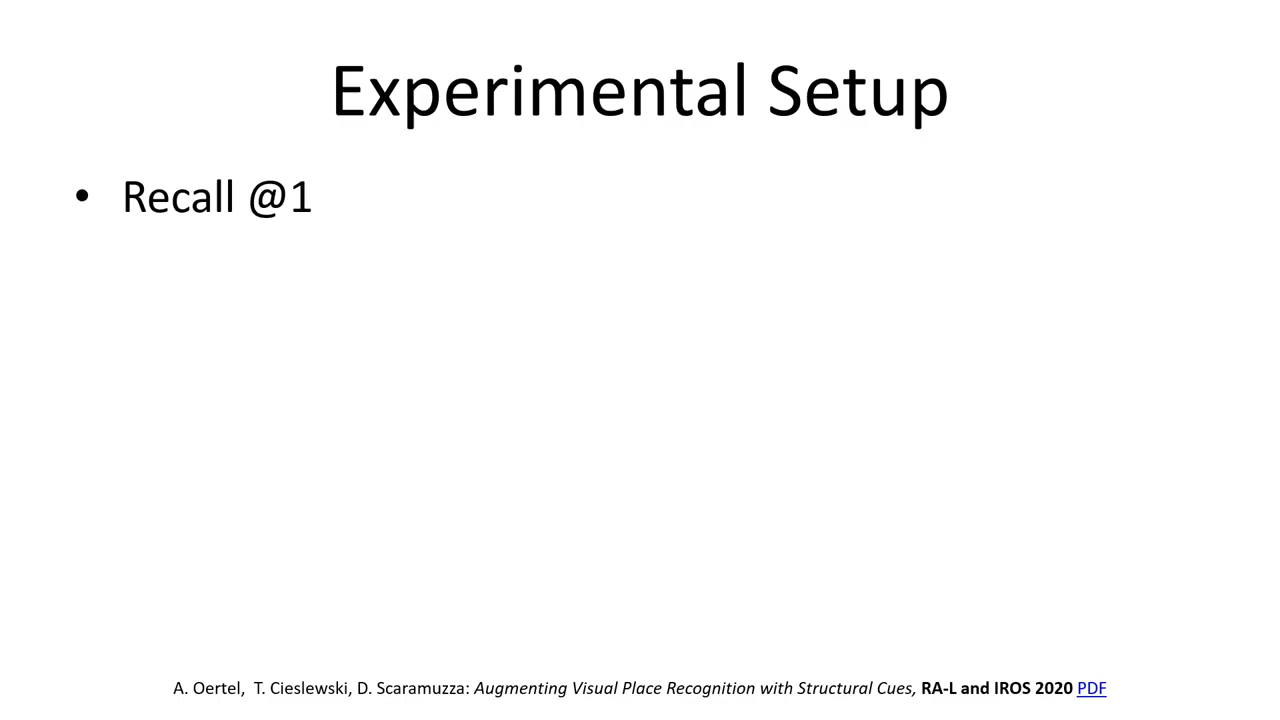 Experimental Setup
• Recall @1
A. Oertel, T. Cieslewski, D. Scaramuzza: Augmenting Visual Place Recognition with Structural Cues, RA-L and IROS 2020 PDF